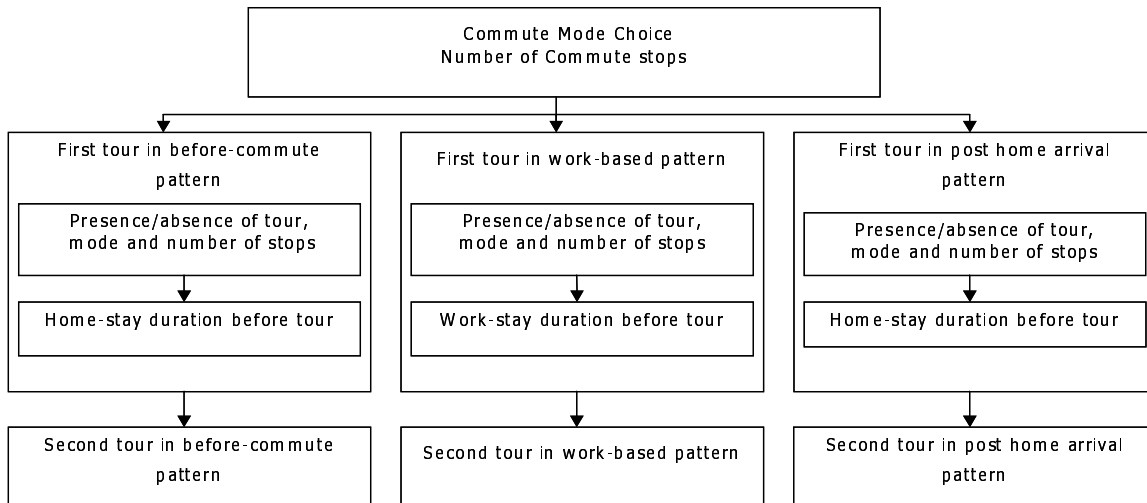 Commute Mode Choice
Number of Commute stops
First tour in before-commute
pattern
Presence/absence of tour,
mode and number of stops
Home-stay duration before tour
Second tour in before-commute
pattern
First tour in work-based pattern
Presence/absence of tour,
mode and number of stops
Work-stay duration before tour
Second tour in work-based pattern
First tour in post home arrival
pattern
Presence/absence of tour,
mode and number of stops
Home-stay duration before tour
Second tour in post home arrival
pattern